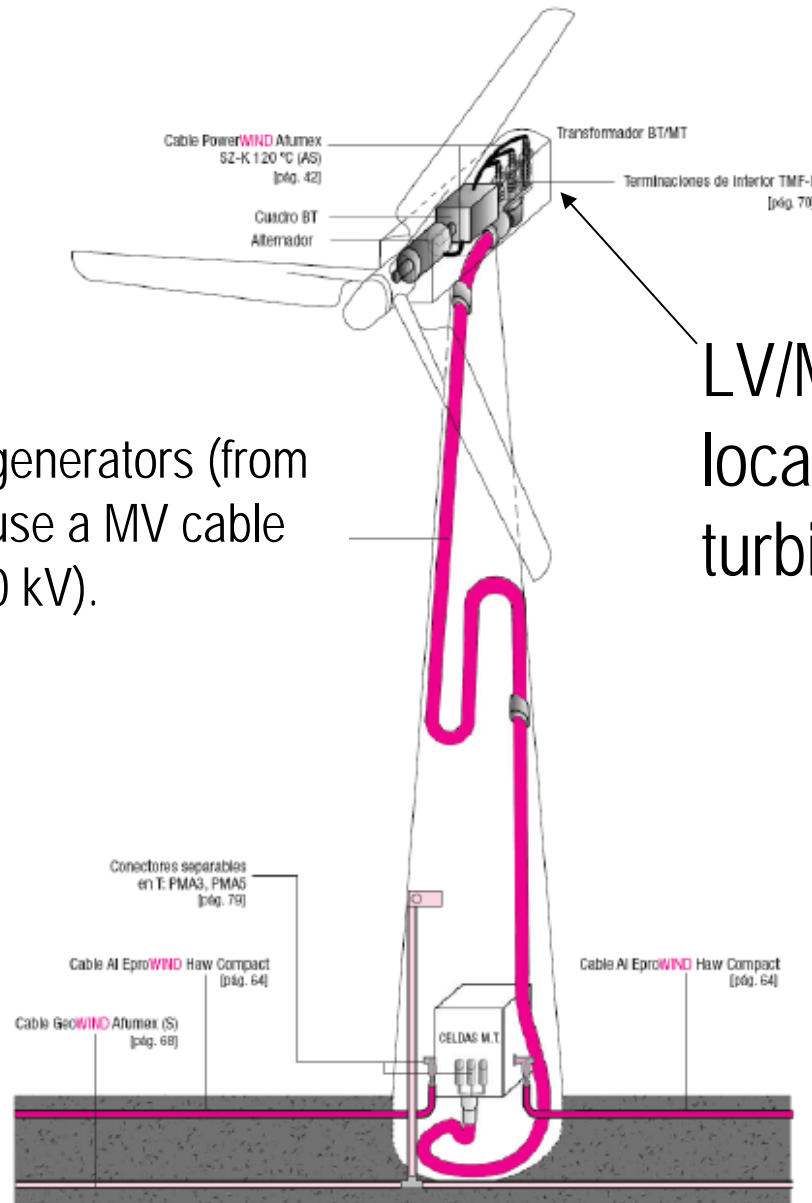 Cable PowerWIND Afumex
SZ-K 120 ºC (AS)
[pág. 42]
Cuadro BT
Alternador
Transformador BT/MT
Terminaciones de interior TMF-
[pág. 70]
LV/M
loca
turbi
generators (from
use a MV cable
0 kV).
Conectores separables
en T: PMA3, PMA5
[pág. 79]
Cable Al EproWIND Haw Compact
[pág. 64]
Cable GeoWIND Afumex (S)
[pág. 68]
CELDAS M.T.
Cable Al EproWIND Haw Compact
[pág. 64]